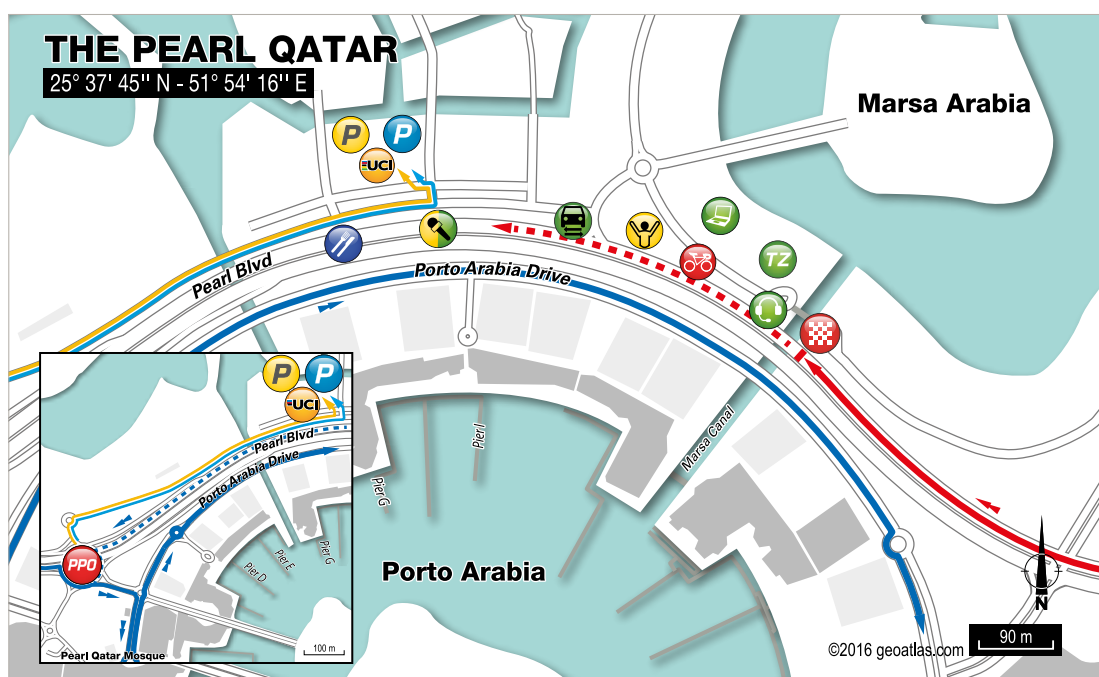 THE PEARL QATAR
25° 37' 45'' N - 51° 54' 16'' E
Marsa Arabia
P
P
UCI
TZ
Pearl Blvd
Porto Arabia Drive
Marsa Canal
Pier I
Pier G
Porto Arabia
P
P
UCI
Pearl Blvd
Porto Arabia Drive
PPO
Pier G
Pier E
Pier D
Pearl Qatar Mosque
100 m
N
©2016 geoatlas.com
90 m